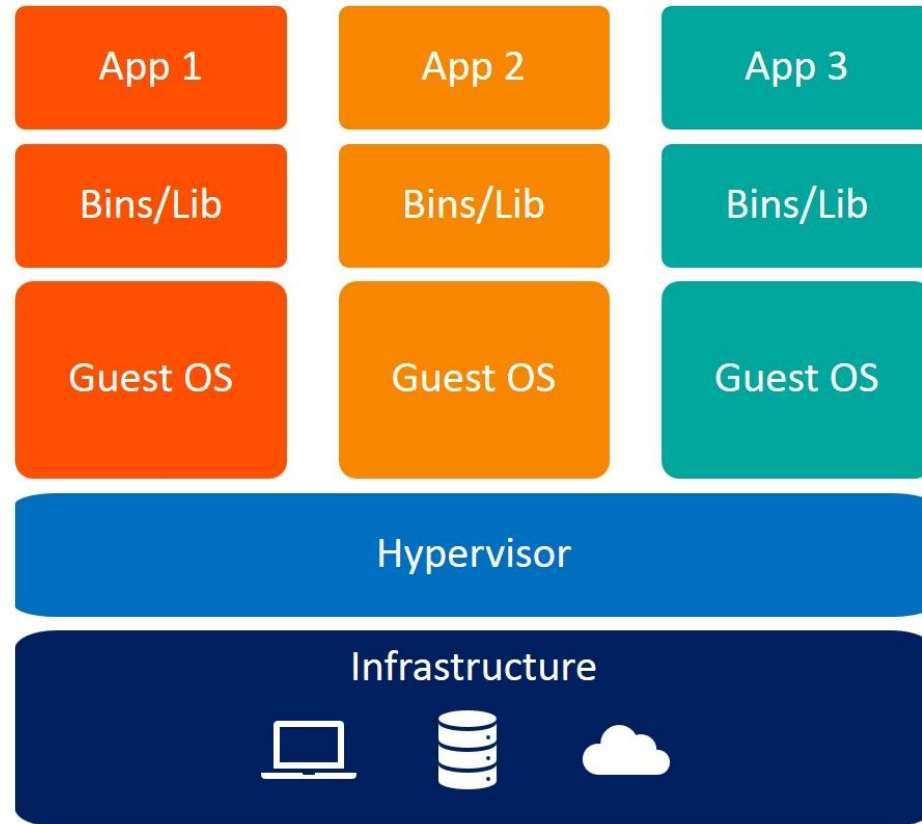 App 1
App 2
App 3
Bins/Lib
Bins/Lib
Bins/Lib
Guest OS
Guest OS
Guest OS
Hypervisor
Infrastructure